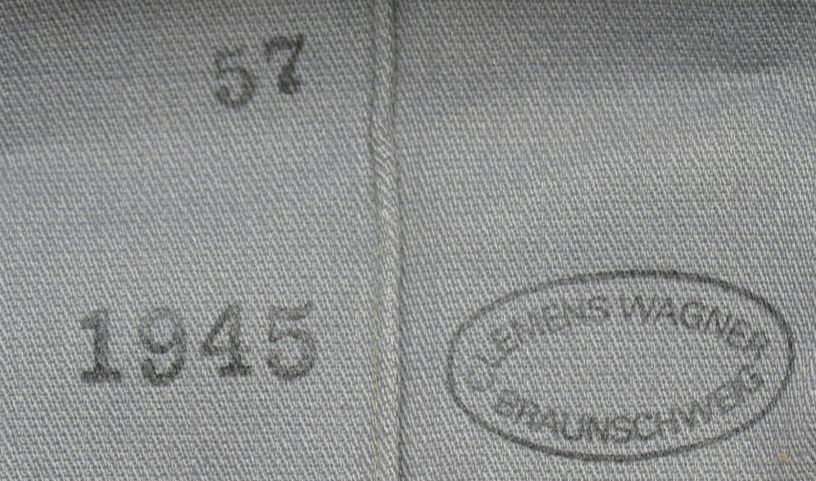 57
1945
CLEMENS WAGNER
BRAUNSCHWEIG